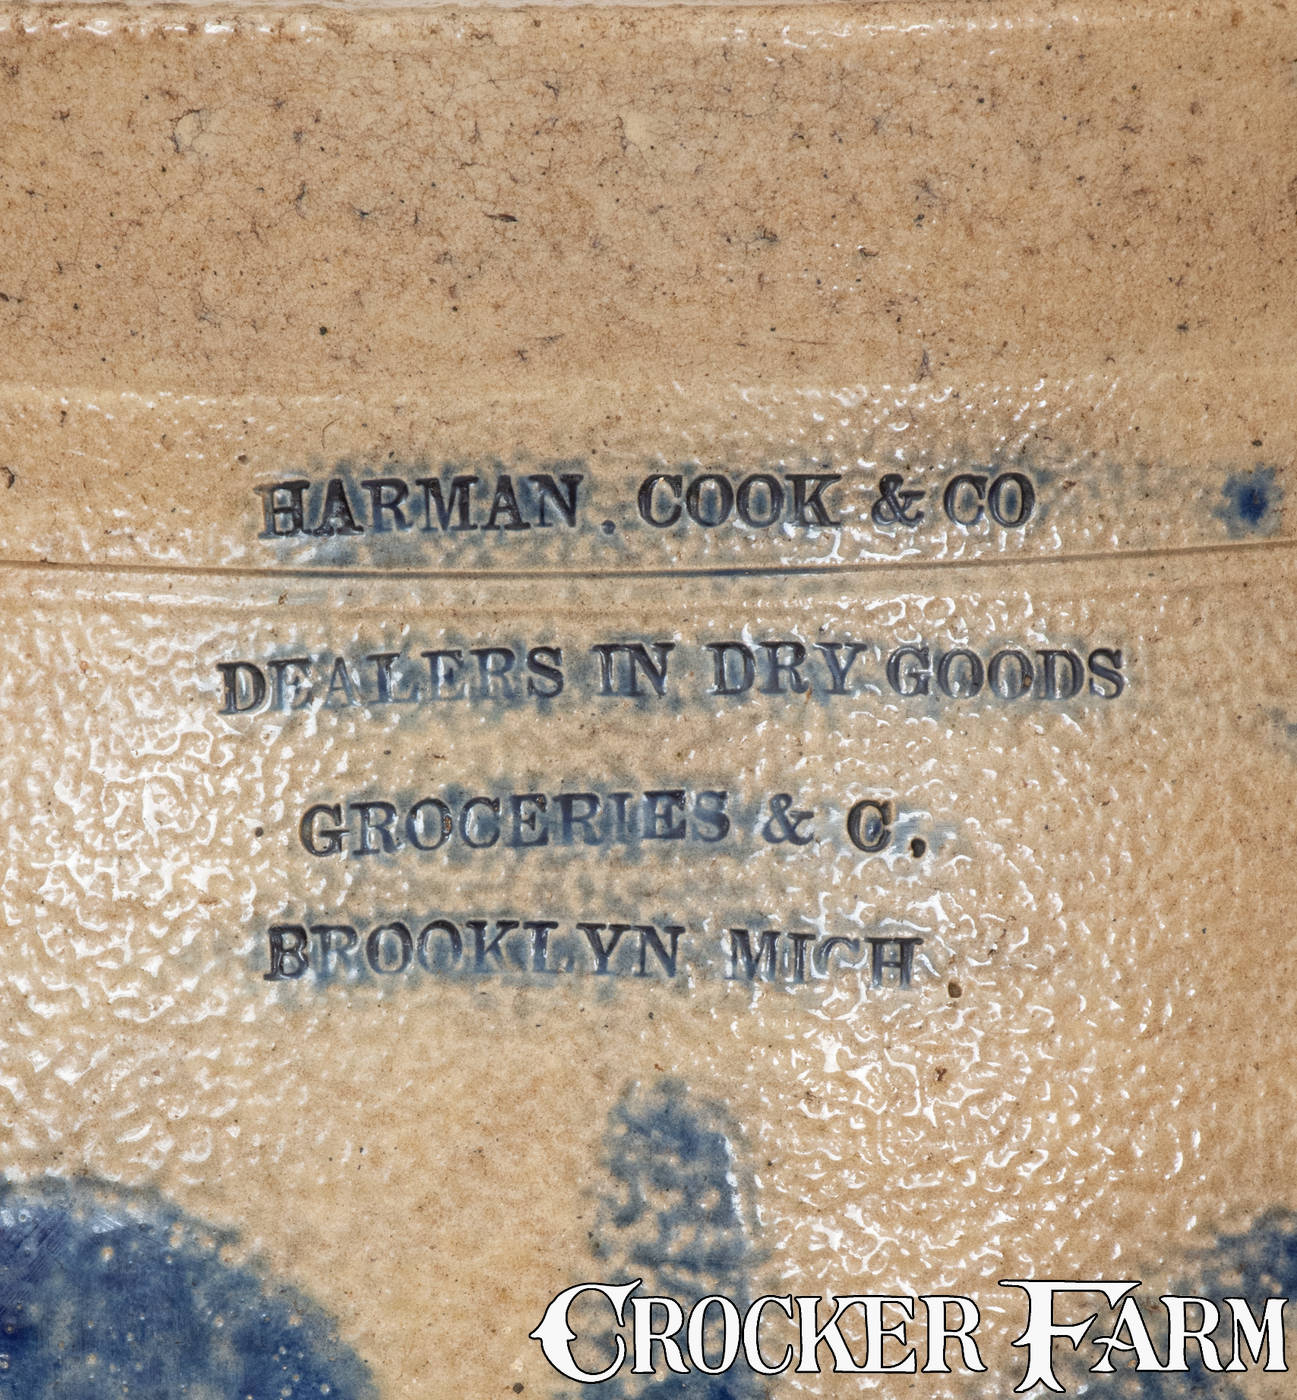 HARMAN . COOK & CO
DEALERS IN DRY GOODS
GROCERIES & C.
BROOKLYN MICH.
CROCKER FARM